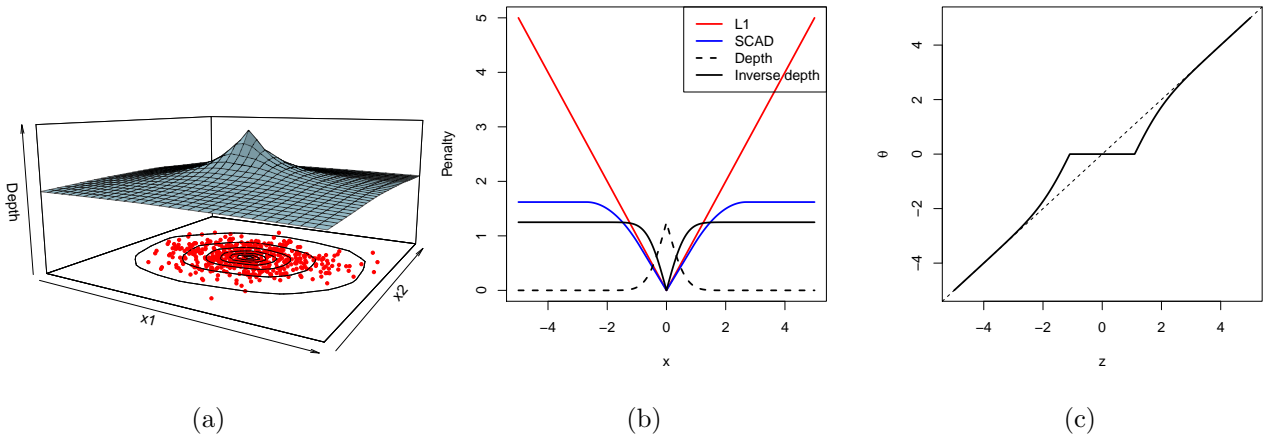 Depth
x1
x2
(a)
Penalty
5
4
3
2
1
0
L1
SCAD
Depth
Inverse depth
−4 −2 0 2 4
x
(b)
θ
4
2
0
−2
−4
−4 −2 0 2 4
z
(c)